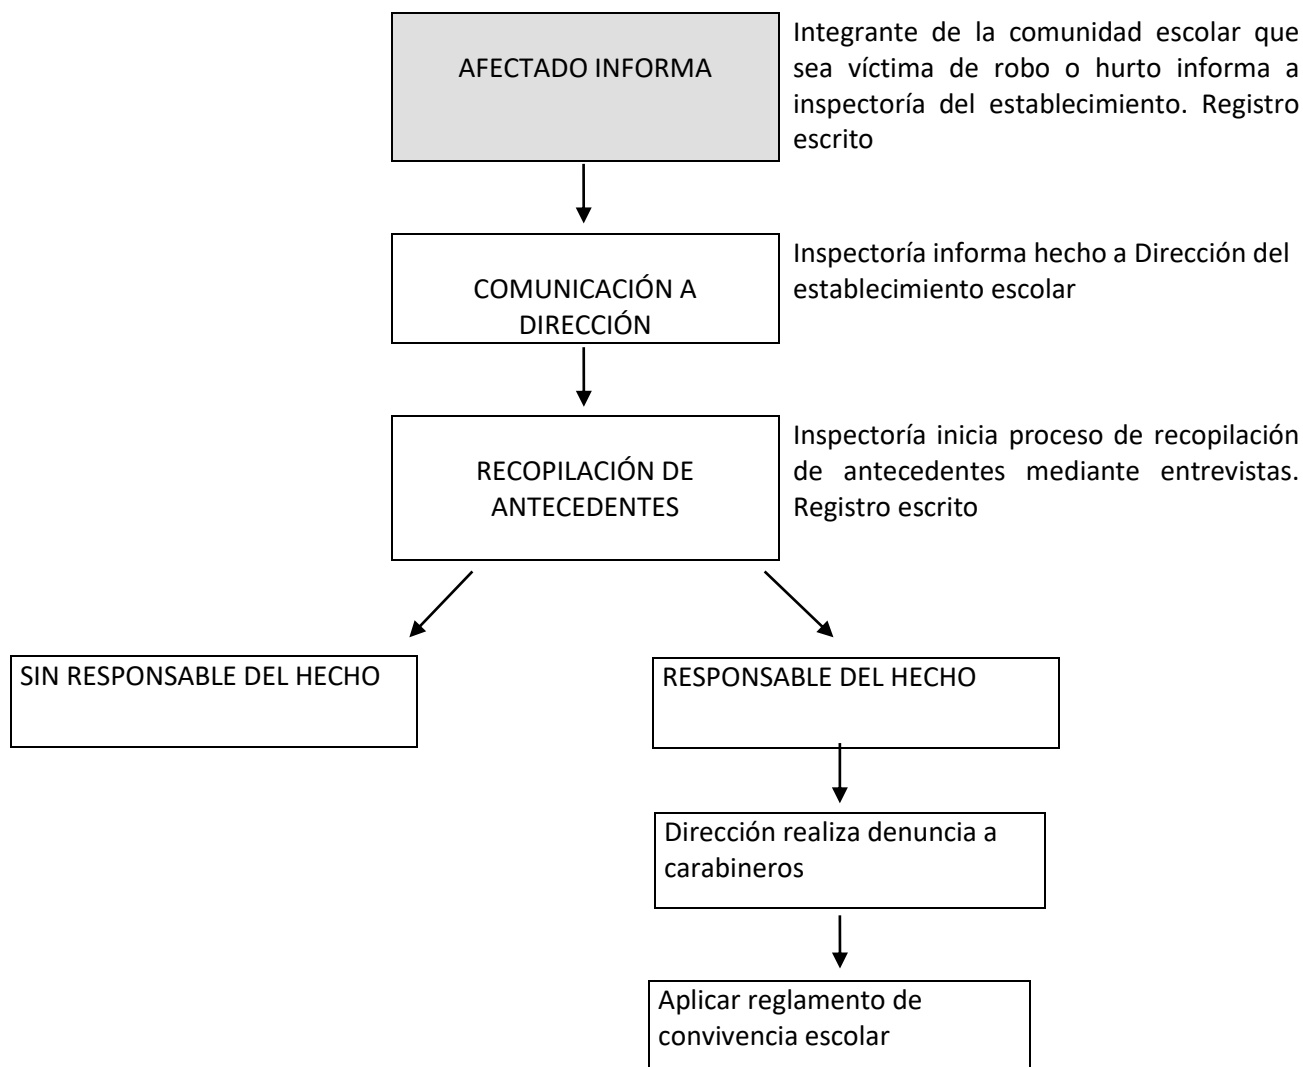 AFECTADO INFORMA
Integrante de la comunidad escolar que
sea víctima de robo o hurto informa a
inspectoría del establecimiento. Registro
escrito
COMUNICACIÓN A
DIRECCIÓN
Inspectoría informa hecho a Dirección del
establecimiento escolar
RECOPILACIÓN DE
ANTECEDENTES
Inspectoría inicia proceso de recopilación
de antecedentes mediante entrevistas.
Registro escrito
SIN RESPONSABLE DEL HECHO
RESPONSABLE DEL HECHO
Dirección realiza denuncia a
carabineros
Aplicar reglamento de
convivencia escolar